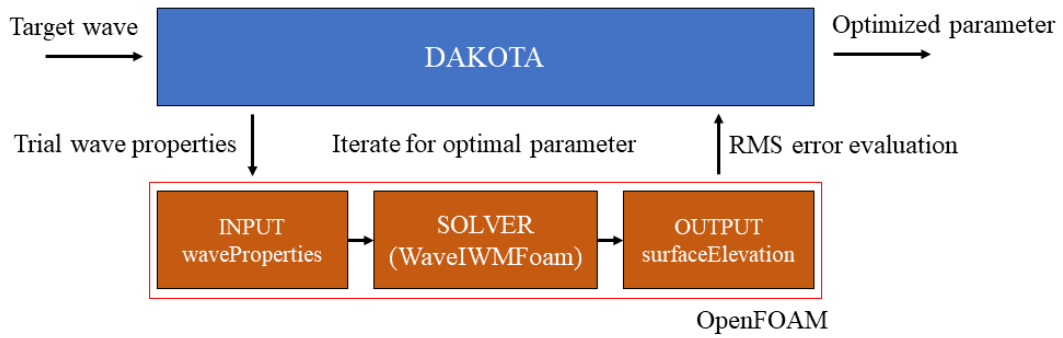 Target wave
DAKOTA
Optimized parameter
Trial wave properties
Iterate for optimal parameter
RMS error evaluation
INPUT
waveProperties
SOLVER
(WaveIWMFoam)
OUTPUT
surfaceElevation
OpenFOAM